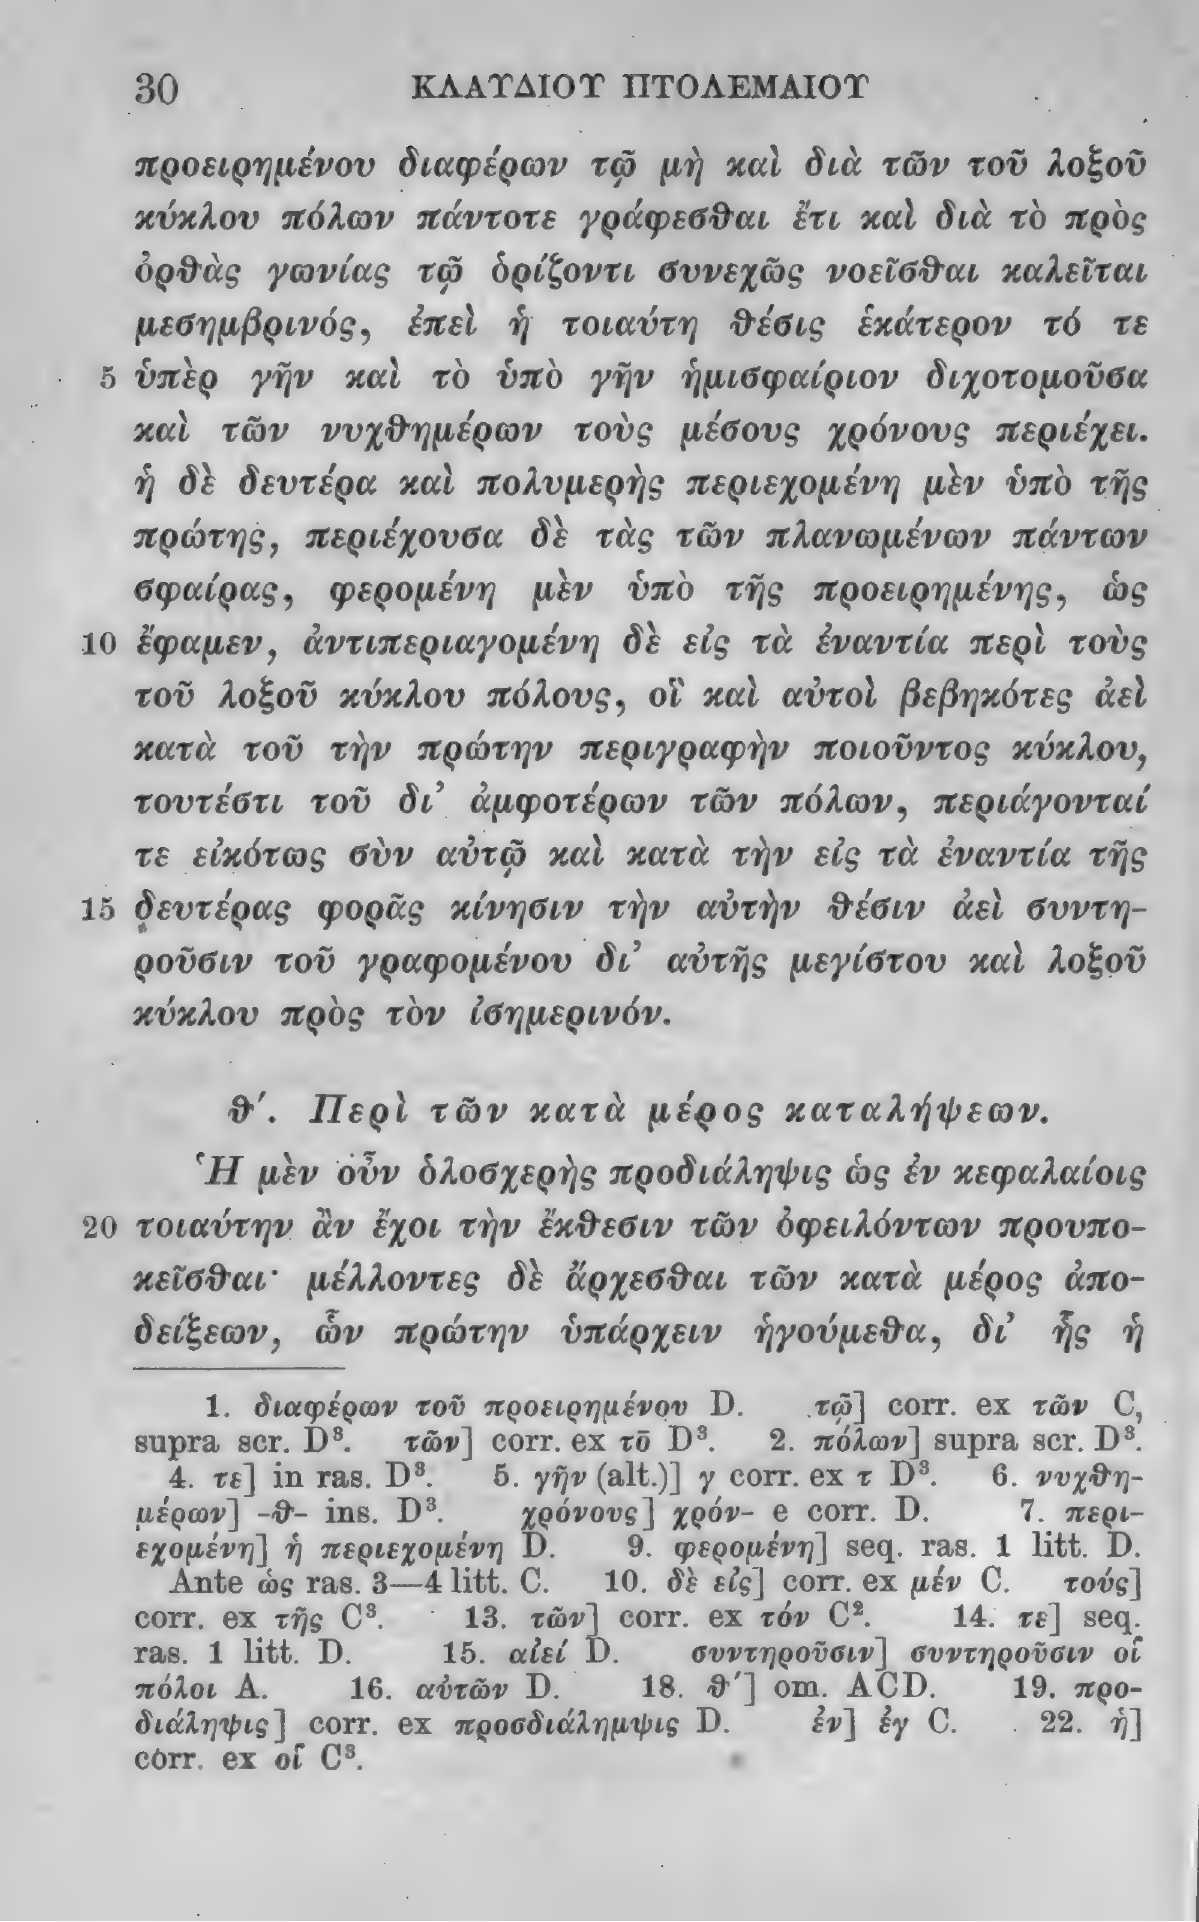 30 ΚΛΑΥΔΙΟΥ ΠΤΟΛΕΜΑΙΟΥ
προειρημένου διαφέρων τῷ μὴ καὶ διὰ τῶν τοῦ λοξοῦ
κύκλου πόλων πάντοτε γράφεσθαι ἔτι καὶ διὰ τὸ πρὸς
ὀρθὰς γωνίας τῷ ὁρίζοντι συνεχῶς νοεῖσθαι καλεῖται
μεσημβρινός, ἐπεὶ ἡ τοιαύτη θέσις ἑκάτερον τό τε
5 ὑπὲρ γῆν καὶ τὸ ὑπὸ γῆν ἡμισφαίριον διχοτομοῦσα
καὶ τῶν νυχθημέρων τοὺς μέσους χρόνους περιέχει.
ἡ δὲ δευτέρα καὶ πολυμερὴς περιεχομένη μὲν ὑπὸ τῆς
πρώτης, περιέχουσα δὲ τὰς τῶν πλανωμένων πάντων
σφαίρας, φερομένη μὲν ὑπὸ τῆς προειρημένης, ὡς
10 ἔφαμεν, ἀντιπεριαγομένη δὲ εἰς τὰ ἐναντία περὶ τοὺς
τοῦ λοξοῦ κύκλου πόλους, οἳ καὶ αὐτοὶ βεβηκότες ἀεὶ
κατὰ τοῦ τὴν πρώτην περιγραφὴν ποιοῦντος κύκλου,
τουτέστι τοῦ δι᾽ ἀμφοτέρων τῶν πόλων, περιάγονταί
τε εἰκότως σὺν αὐτῷ καὶ κατὰ τὴν εἰς τὰ ἐναντία τῆς
15 δευτέρας φορᾶς κίνησιν τὴν αὐτὴν θέσιν ἀεὶ συντη-
ροῦσιν τοῦ γραφομένου δι᾽ αὐτῆς μεγίστου καὶ λοξοῦ
κύκλου πρὸς τὸν ἰσημερινόν.
θ΄. Περὶ τῶν κατὰ μέρος καταλήψεων.
Ἡ μὲν οὖν ὁλοσχερὴς προδιάληψις ὡς ἐν κεφαλαίοις
20 τοιαύτην ἂν ἔχοι τὴν ἔκθεσιν τῶν ὀφειλόντων προυπο-
κεῖσθαι· μέλλοντες δὲ ἄρχεσθαι τῶν κατὰ μέρος ἀπο-
δείξεων, ὧν πρώτην ὑπάρχειν ἡγούμεθα, δι᾽ ἧς ἡ
1. διαφέρων τοῦ προειρημένου D. τῷ] corr. ex τῶν C,
supra scr. D³. τῶν] corr. ex τō D³. 2. πόλων] supra scr. D³.
4. τε] in ras. D³. 5. γῆν (alt.)] γ corr. ex τ D³. 6. νυχθη-
μέρων] -θ- ins. D³. χρόνους] χρόν- e corr. D. 7. περι-
εχομένη] ἡ περιεχομένη D. 9. φερομένη] seq. ras. 1 litt. D.
Ante ὡς ras. 3—4 litt. C. 10. δὲ εἰς] corr. ex μέν C. τούς]
corr. ex τῆς C³. 13. τῶν] corr. ex τόν C². 14. τε] seq.
ras. 1 litt. D. 15. αἰεί D. συντηροῦσιν] συντηροῦσιν οἱ
πόλοι A. 16. αὐτῶν D. 18. θ΄] om. ACD. 19. προ-
διάληψις] corr. ex προσδιάλημψις D. ἐν] ἐγ C. 22. ἡ]
corr. ex οἱ C³.